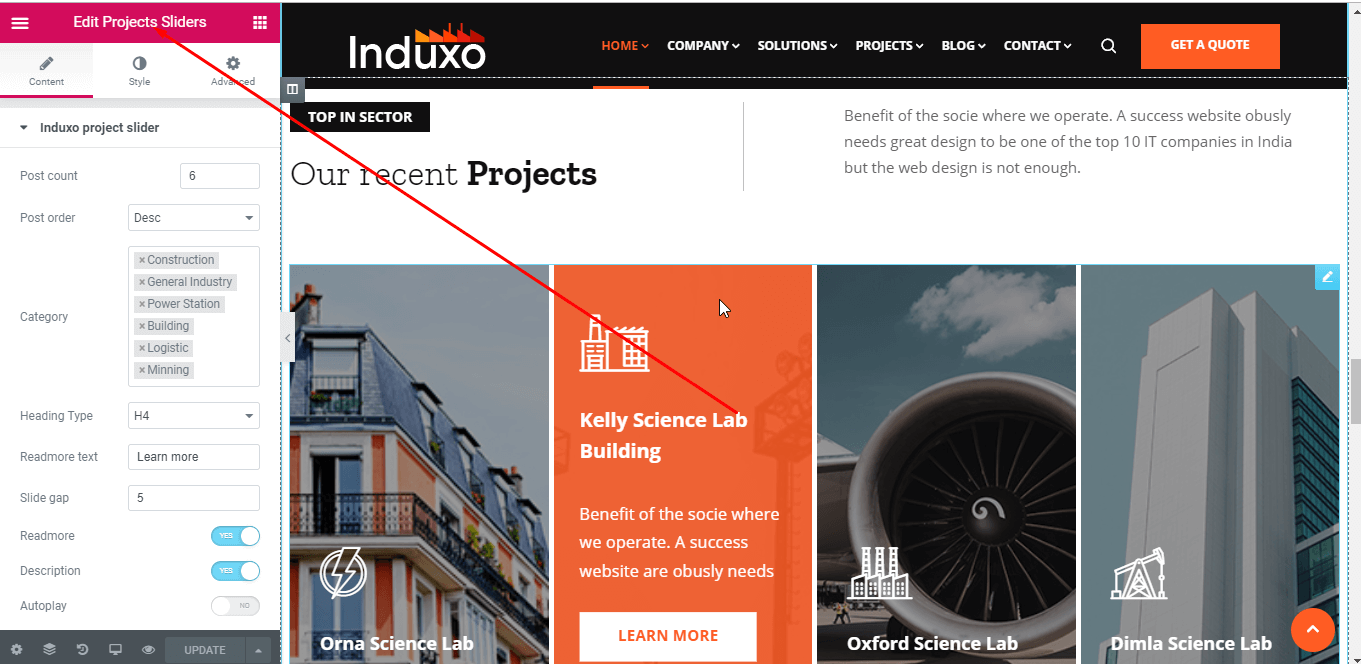 Edit Projects Sliders
Content
Style
Advanced
Induxo project slider
Post count
6
Post order
Desc
Category
×Construction
×General Industry
×Power Station
×Building
×Logistic
×Minning
Heading Type
H4
Readmore text
Learn more
Slide gap
5
Readmore
YES
Description
YES
Autoplay
NO
UPDATE
Induxo
HOME
COMPANY
SOLUTIONS
PROJECTS
BLOG
CONTACT
GET A QUOTE
TOP IN SECTOR
Our recent Projects
Benefit of the socie where we operate. A success website obusly
needs great design to be one of the top 10 IT companies in India
but the web design is not enough.
Orna Science Lab
Kelly Science Lab
Building
Benefit of the socie where
we operate. A success
website are obusly needs
LEARN MORE
Oxford Science Lab
Dimla Science Lab